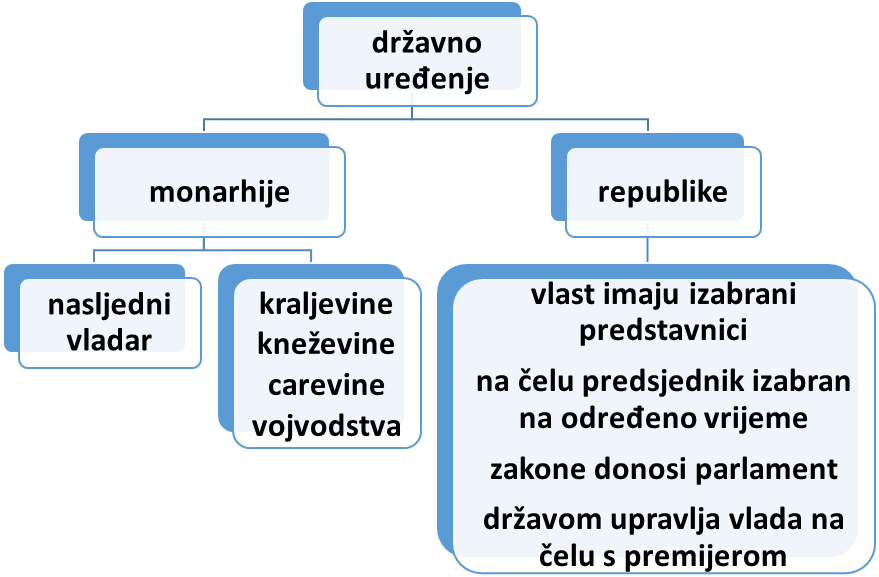 državno
uređenje
monarhije
republike
nasljedni
vladar
kraljevine
kneževine
carevine
vojvodstva
vlast imaju izabrani
predstavnici
na čelu predsjednik izabran
na određeno vrijeme
zakone donosi parlament
državom upravlja vlada na
čelu s premijerom